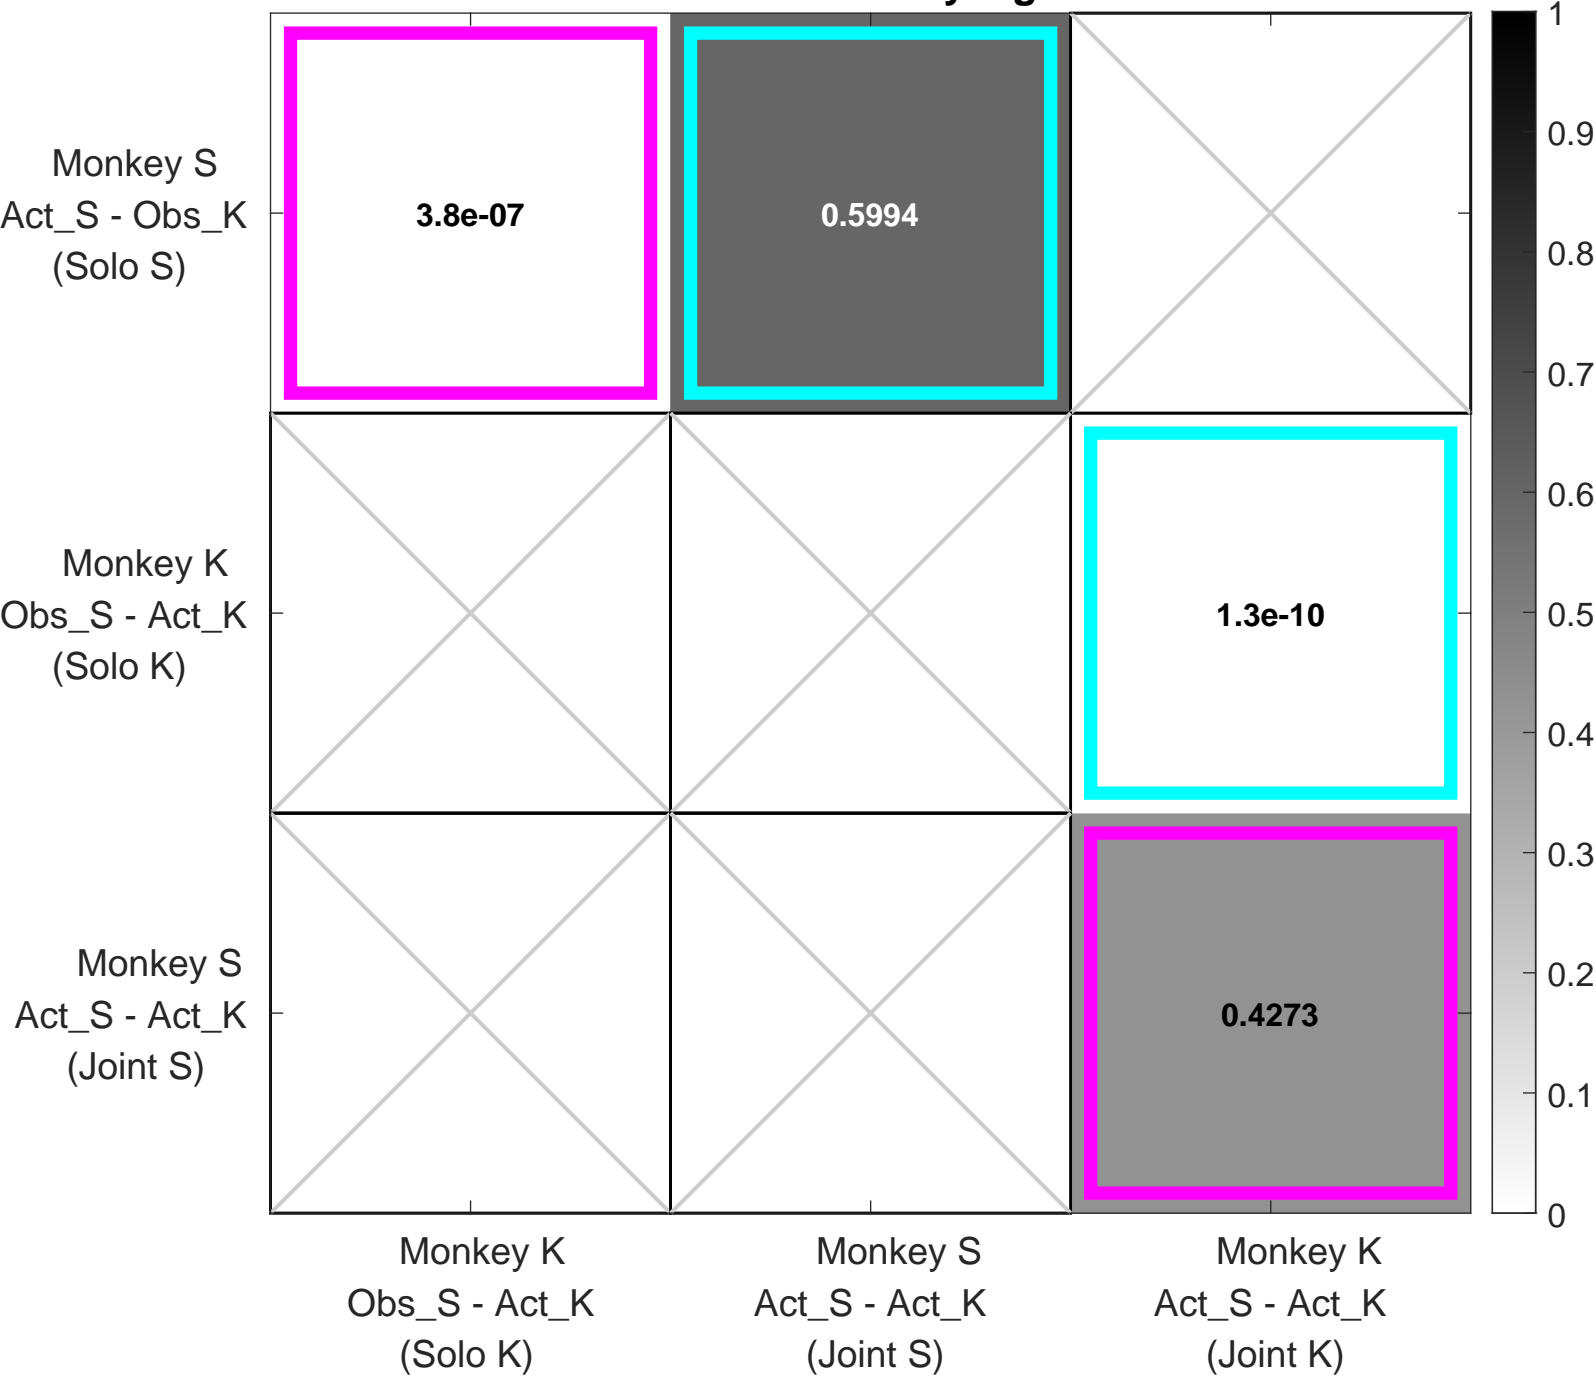 1
0.9
0.8
0.7
0.6
0.5
0.4
0.3
0.2
0.1
0
Monkey S
Act_S - Obs_K
(Solo S)
3.8e-07
0.5994
Monkey K
Obs_S - Act_K
(Solo K)
1.3e-10
Monkey S
Act_S - Act_K
(Joint S)
0.4273
Monkey K
Obs_S - Act_K
(Solo K)
Monkey S
Act_S - Act_K
(Joint S)
Monkey K
Act_S - Act_K
(Joint K)